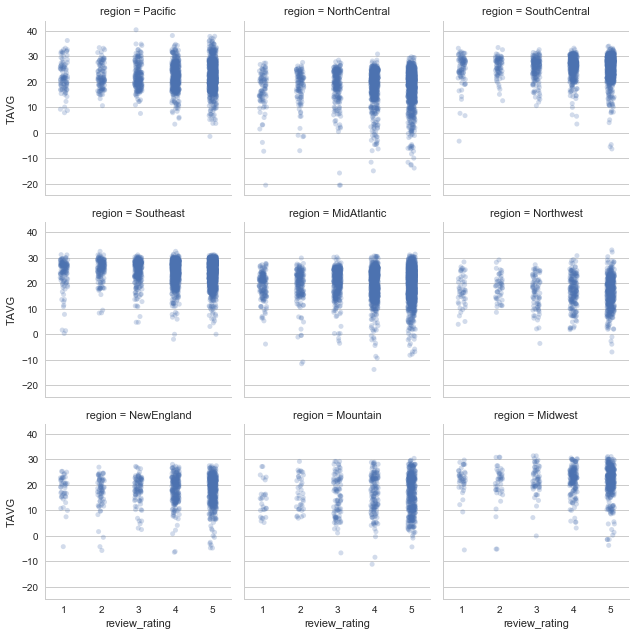 region = Pacific
region = NorthCentral
region = SouthCentral
TAVG
40
30
20
10
0
−10
−20
region = Southeast
region = MidAtlantic
region = Northwest
TAVG
40
30
20
10
0
−10
−20
region = NewEngland
region = Mountain
region = Midwest
TAVG
40
30
20
10
0
−10
−20
1 2 3 4 5
1 2 3 4 5
1 2 3 4 5
review_rating
review_rating
review_rating